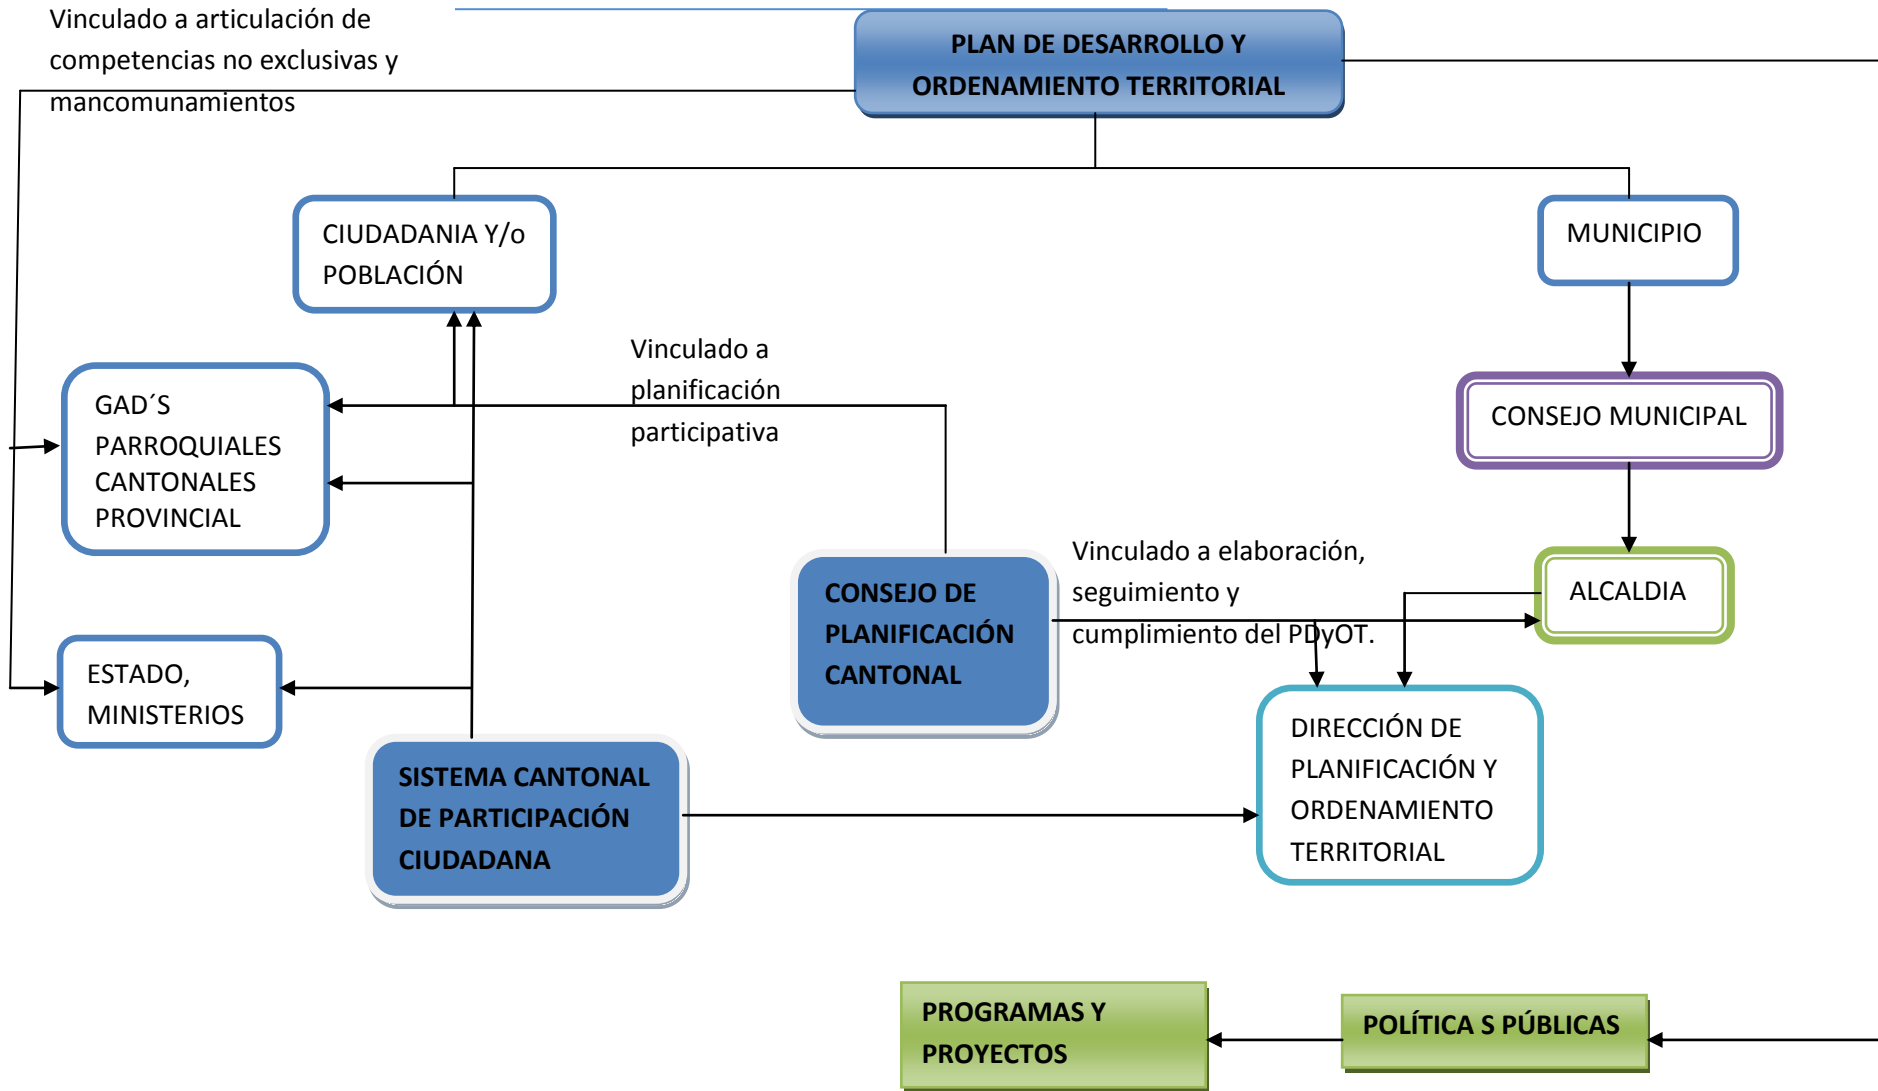 Vinculado a articulación de
competencias no exclusivas y
mancomunamientos
PLAN DE DESARROLLO Y
ORDENAMIENTO TERRITORIAL
CIUDADANIA Y/o
POBLACIÓN
MUNICIPIO
Vinculado a
planificación
participativa
GAD´S
PARROQUIALES
CANTONALES
PROVINCIAL
CONSEJO MUNICIPAL
Vinculado a elaboración,
seguimiento y
cumplimiento del PDyOT.
CONSEJO DE
PLANIFICACIÓN
CANTONAL
ALCALDIA
ESTADO,
MINISTERIOS
SISTEMA CANTONAL
DE PARTICIPACIÓN
CIUDADANA
DIRECCIÓN DE
PLANIFICACIÓN Y
ORDENAMIENTO
TERRITORIAL
PROGRAMAS Y
PROYECTOS
POLÍTICA S PÚBLICAS